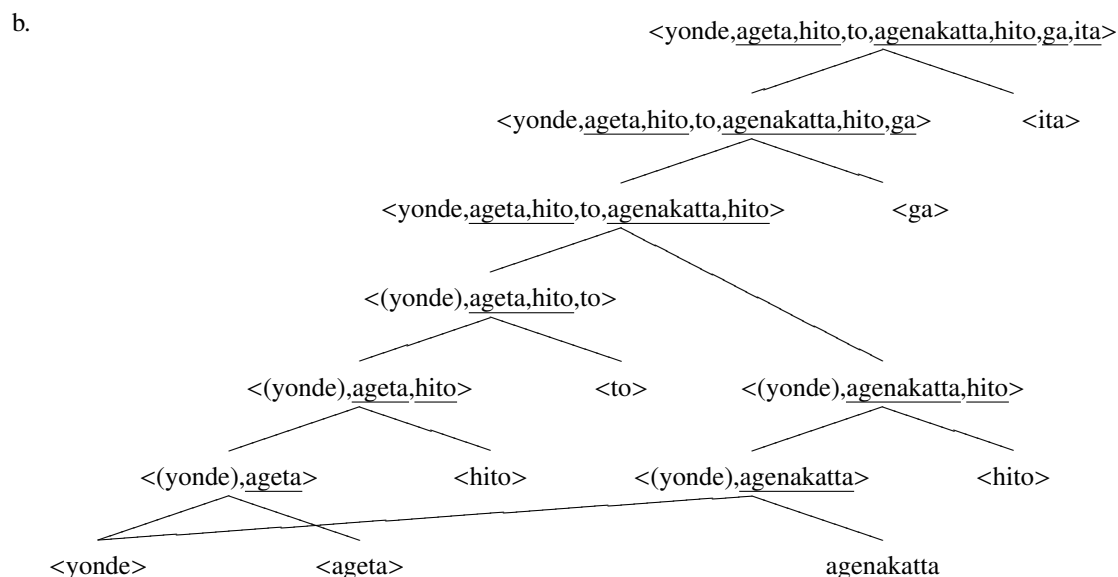 b.
<yonde,ageta,hito,to,agenakatta,hito,ga,ita>
<yonde,ageta,hito,to,agenakatta,hito,ga> <ita>
<yonde,ageta,hito,to,agenakatta,hito> <ga>
<(yonde),ageta,hito,to>
<(yonde),ageta,hito> <to> <(yonde),agenakatta,hito>
<(yonde),ageta> <hito> <(yonde),agenakatta> <hito>
<yonde> <ageta> agenakatta